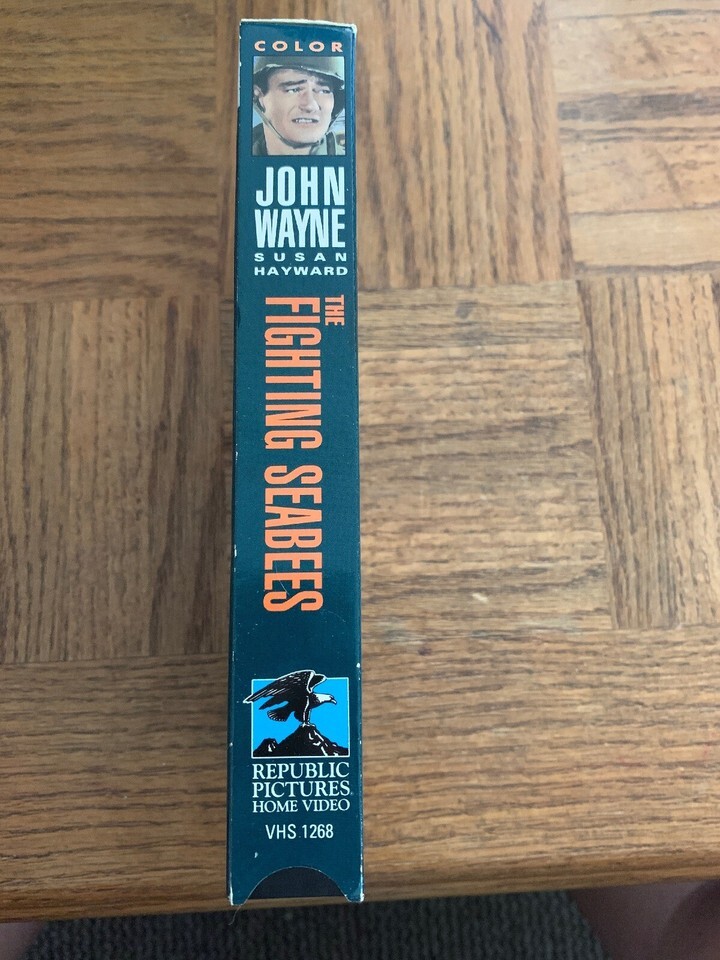 COLOR
JOHN
WAYNE
SUSAN
HAYWARD
THE
FIGHTING SEABEES
REPUBLIC
PICTURES
HOME VIDEO
VHS 1268